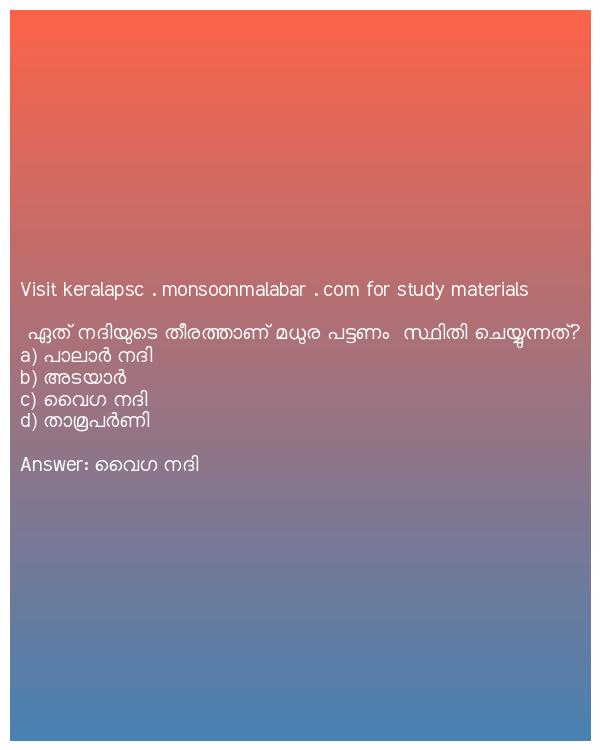 Visit keralapsc . monsoonmalabar . com for study materials
ഏത് നദിയുടെ തീരത്താണ് മധുര പട്ടണം സ്ഥിതി ചെയ്യുന്നത്?
a) പാലാർ നദി
b) അടയാർ
c) വൈഗ നദി
d) താമ്രപർണി
Answer: വൈഗ നദി